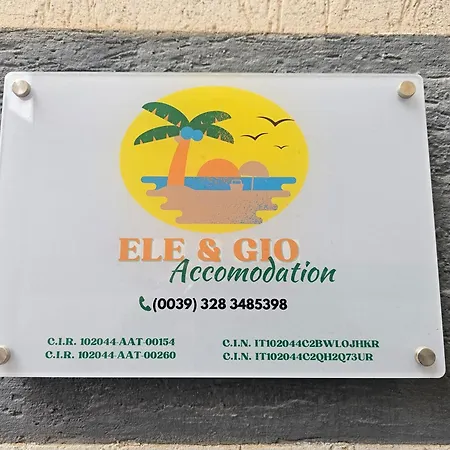 ELE & GIO
Accomodation
(0039) 328 3485398
C.I.R. 102044-AAT-00154
C.I.N. IT102044C2BWLOJHKR
C.I.R. 102044-AAT-00260
C.I.N. IT102044C2QH2Q73UR